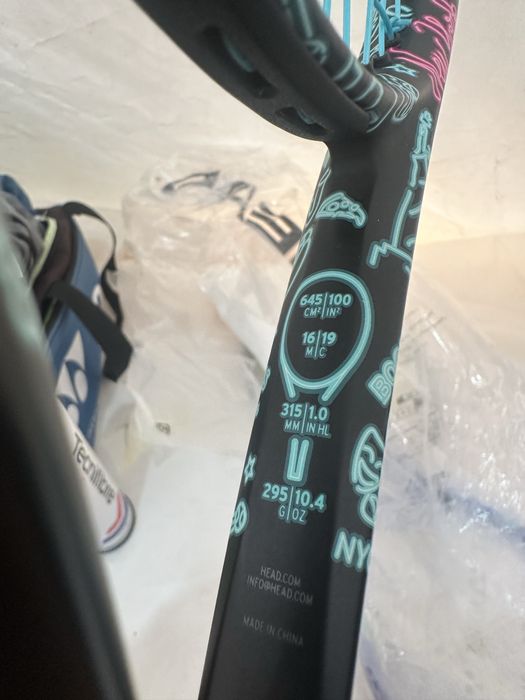 645|100
CM²|IN²
16|19
M|C
315|1.0
MM|IN HL
295|10.4
G|OZ
NY
HEAD.COM
INFO@HEAD.COM
MADE IN CHINA
Tecnifibre